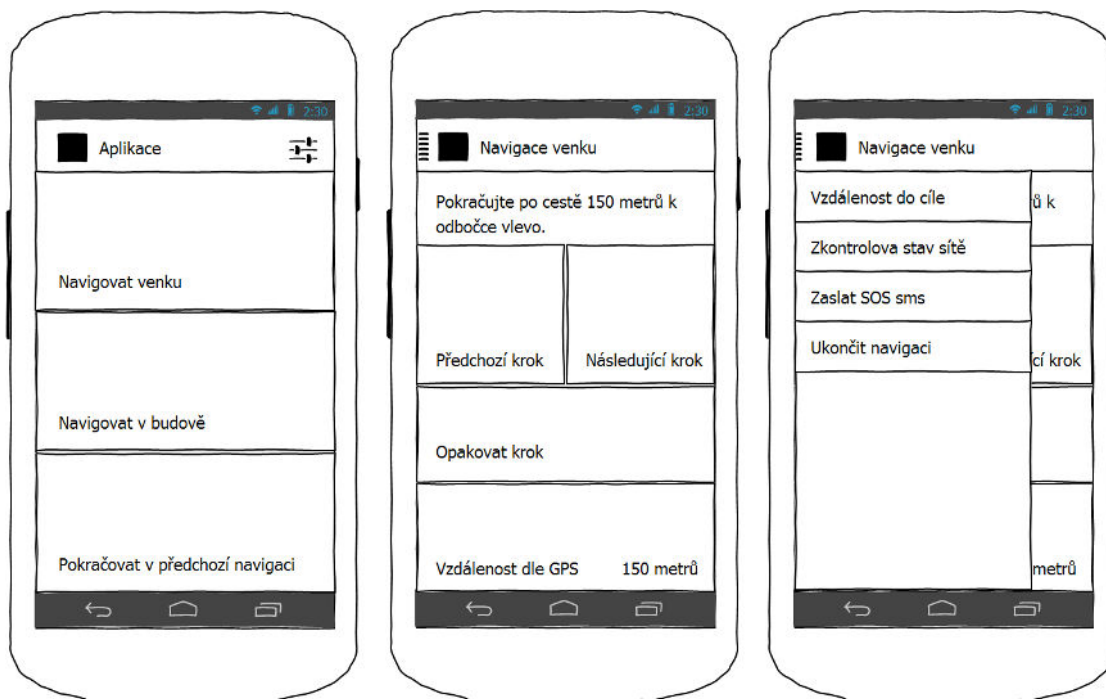 2:30
Aplikace
Navigovat venku
Navigovat v budově
Pokračovat v předchozí navigaci
2:30
Navigace venku
Pokračujte po cestě 150 metrů k
odbočce vlevo.
Předchozí krok
Následující krok
Opakovat krok
Vzdálenost dle GPS 150 metrů
2:30
Navigace venku
Vzdálenost do cíle
ů k
Zkontrolova stav sítě
Zaslat SOS sms
Ukončit navigaci
cí krok
metrů